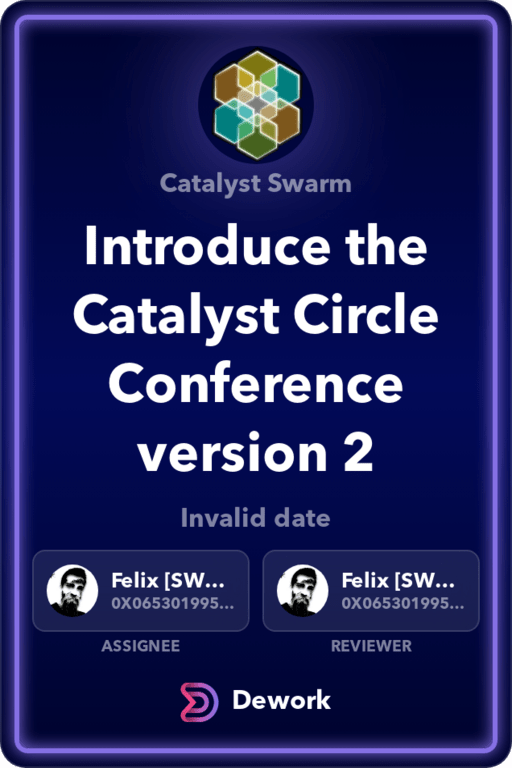 Catalyst Swarm
Introduce the
Catalyst Circle
Conference
version 2
Invalid date
Felix [SW...
0X065301995...
Felix [SW...
0X065301995...
ASSIGNEE
REVIEWER
Dework